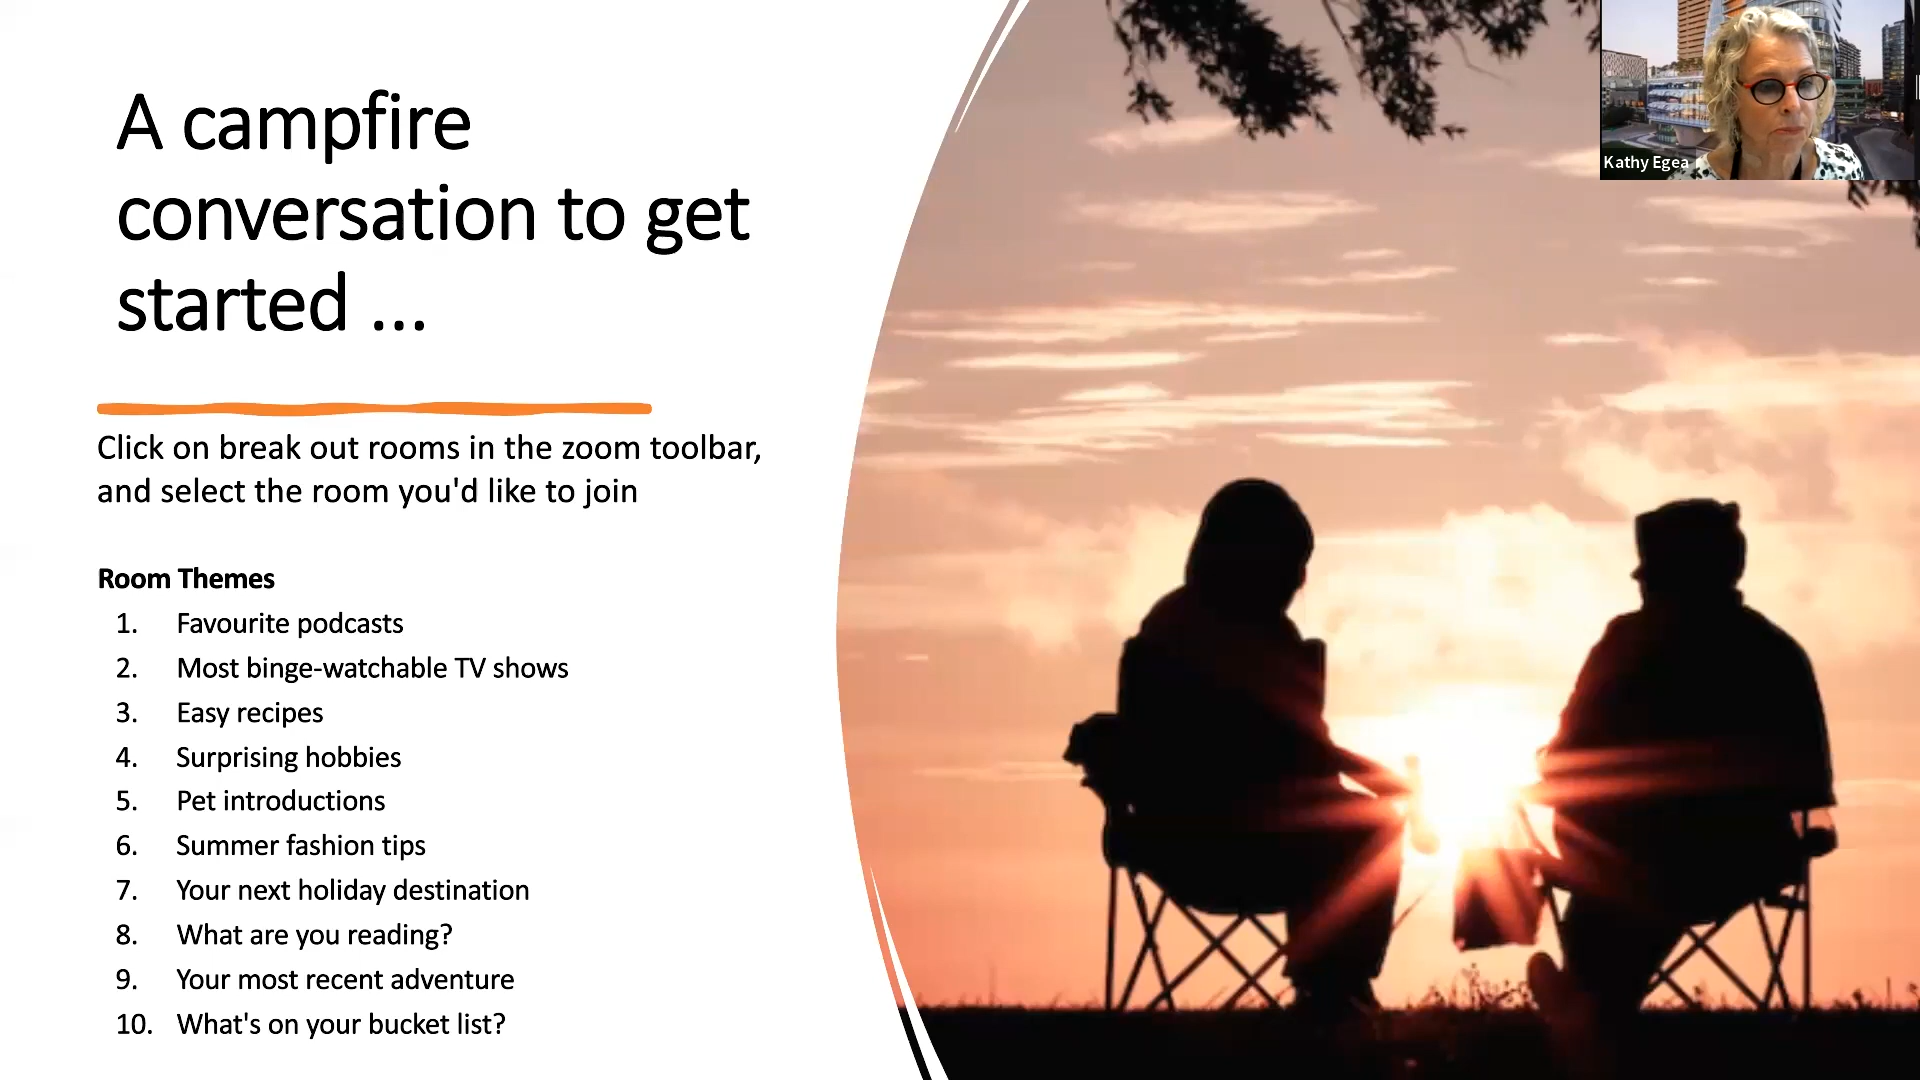 A campfire
conversation to get
started ...
Click on break out rooms in the zoom toolbar,
and select the room you'd like to join
Room Themes
1. Favourite podcasts
2. Most binge-watchable TV shows
3. Easy recipes
4. Surprising hobbies
5. Pet introductions
6. Summer fashion tips
7. Your next holiday destination
8. What are you reading?
9. Your most recent adventure
10. What's on your bucket list?
Kathy Egea